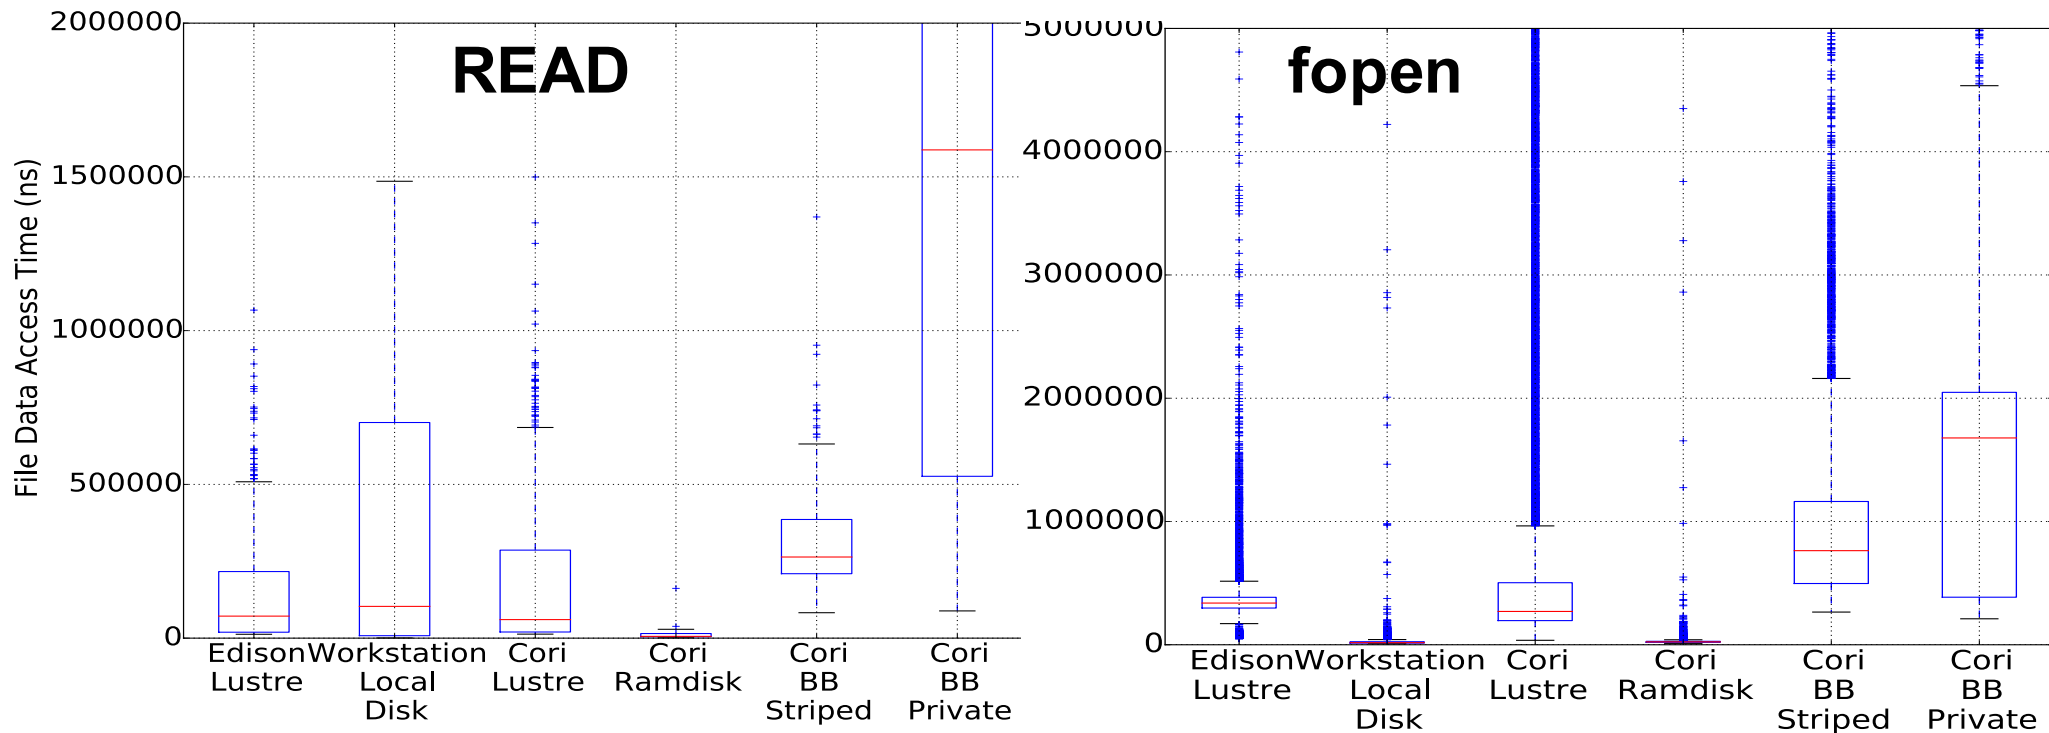 READ
File Data Access Time (ns)
2000000
1500000
1000000
500000
0
Edison Lustre
Workstation Local Disk
Cori Lustre
Cori Ramdisk
Cori BB Striped
Cori BB Private
fopen
5000000
4000000
3000000
2000000
1000000
0
Edison Lustre
Workstation Local Disk
Cori Lustre
Cori Ramdisk
Cori BB Striped
Cori BB Private